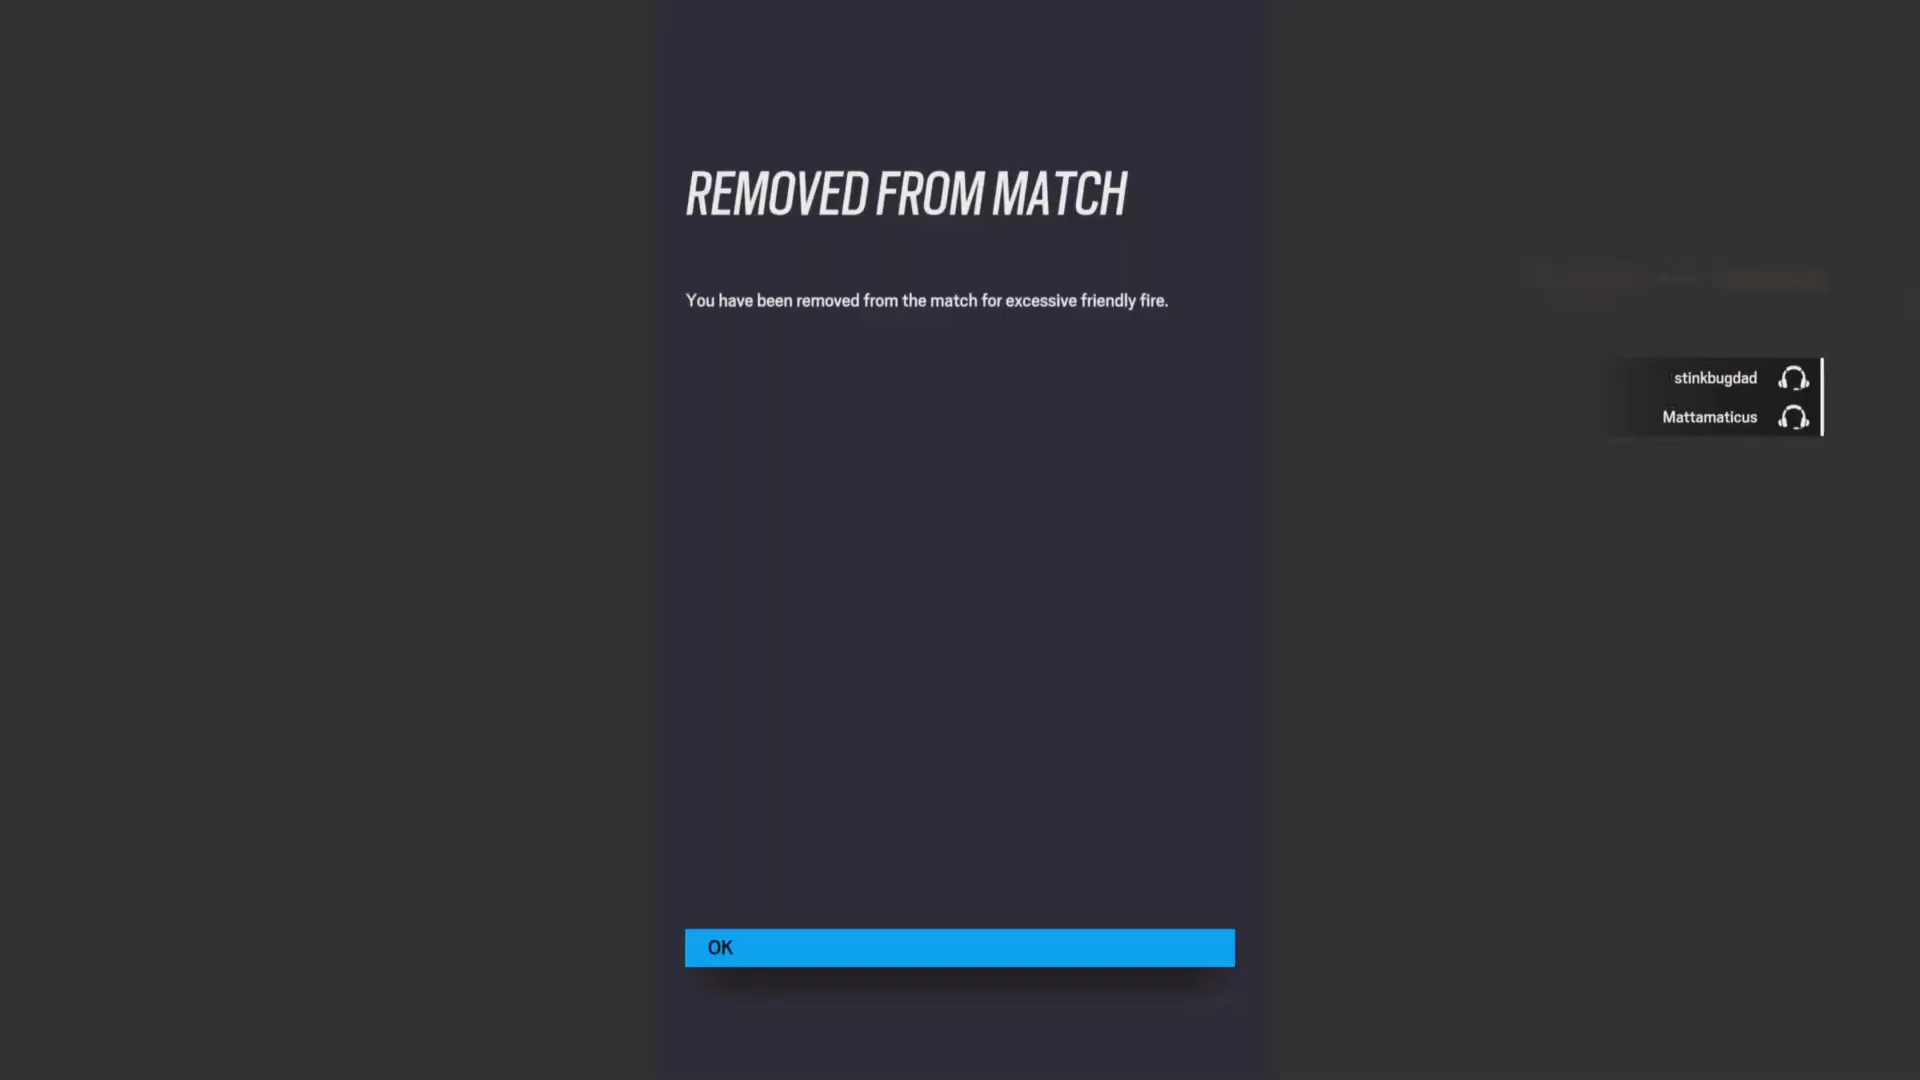 REMOVED FROM MATCH
You have been removed from the match for excessive friendly fire.
stinkbugdad
Mattamaticus
OK